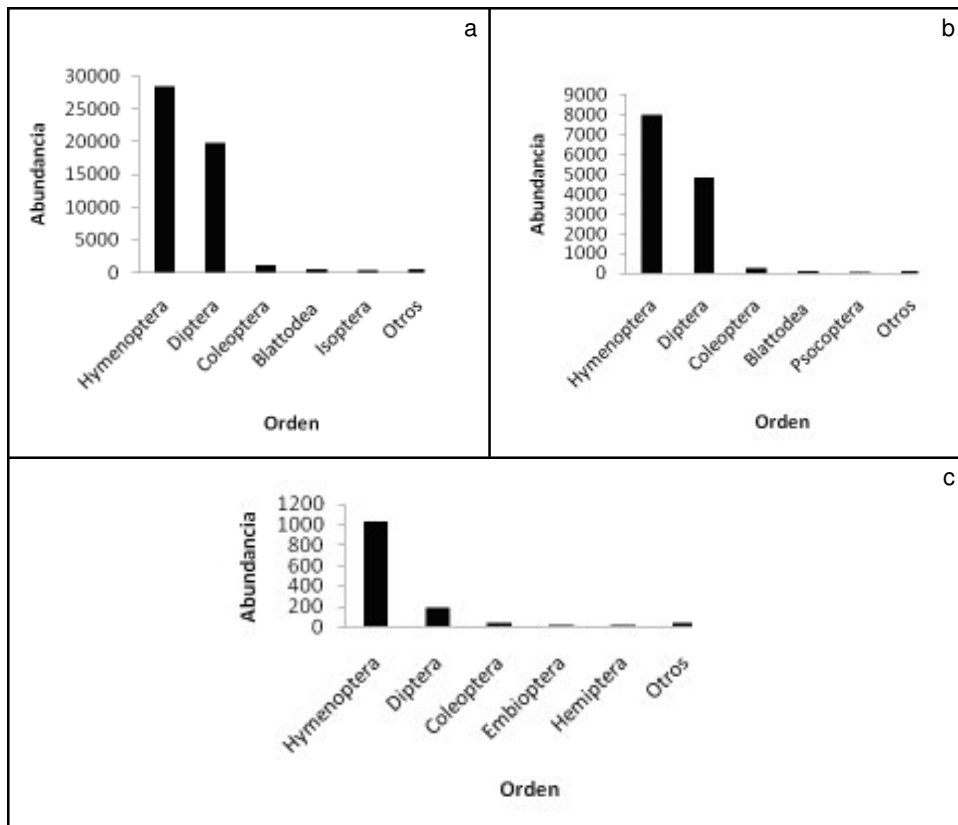 a
30000
25000
20000
15000
10000
5000
0
Abundancia
Hymenoptera
Diptera
Coleoptera
Blattodea
Isoptera
Otros
Orden
b
9000
8000
7000
6000
5000
4000
3000
2000
1000
0
Abundancia
Hymenoptera
Diptera
Coleoptera
Blattodea
Psocoptera
Otros
Orden
c
1200
1000
800
600
400
200
0
Abundancia
Hymenoptera
Diptera
Coleoptera
Embioptera
Hemiptera
Otros
Orden